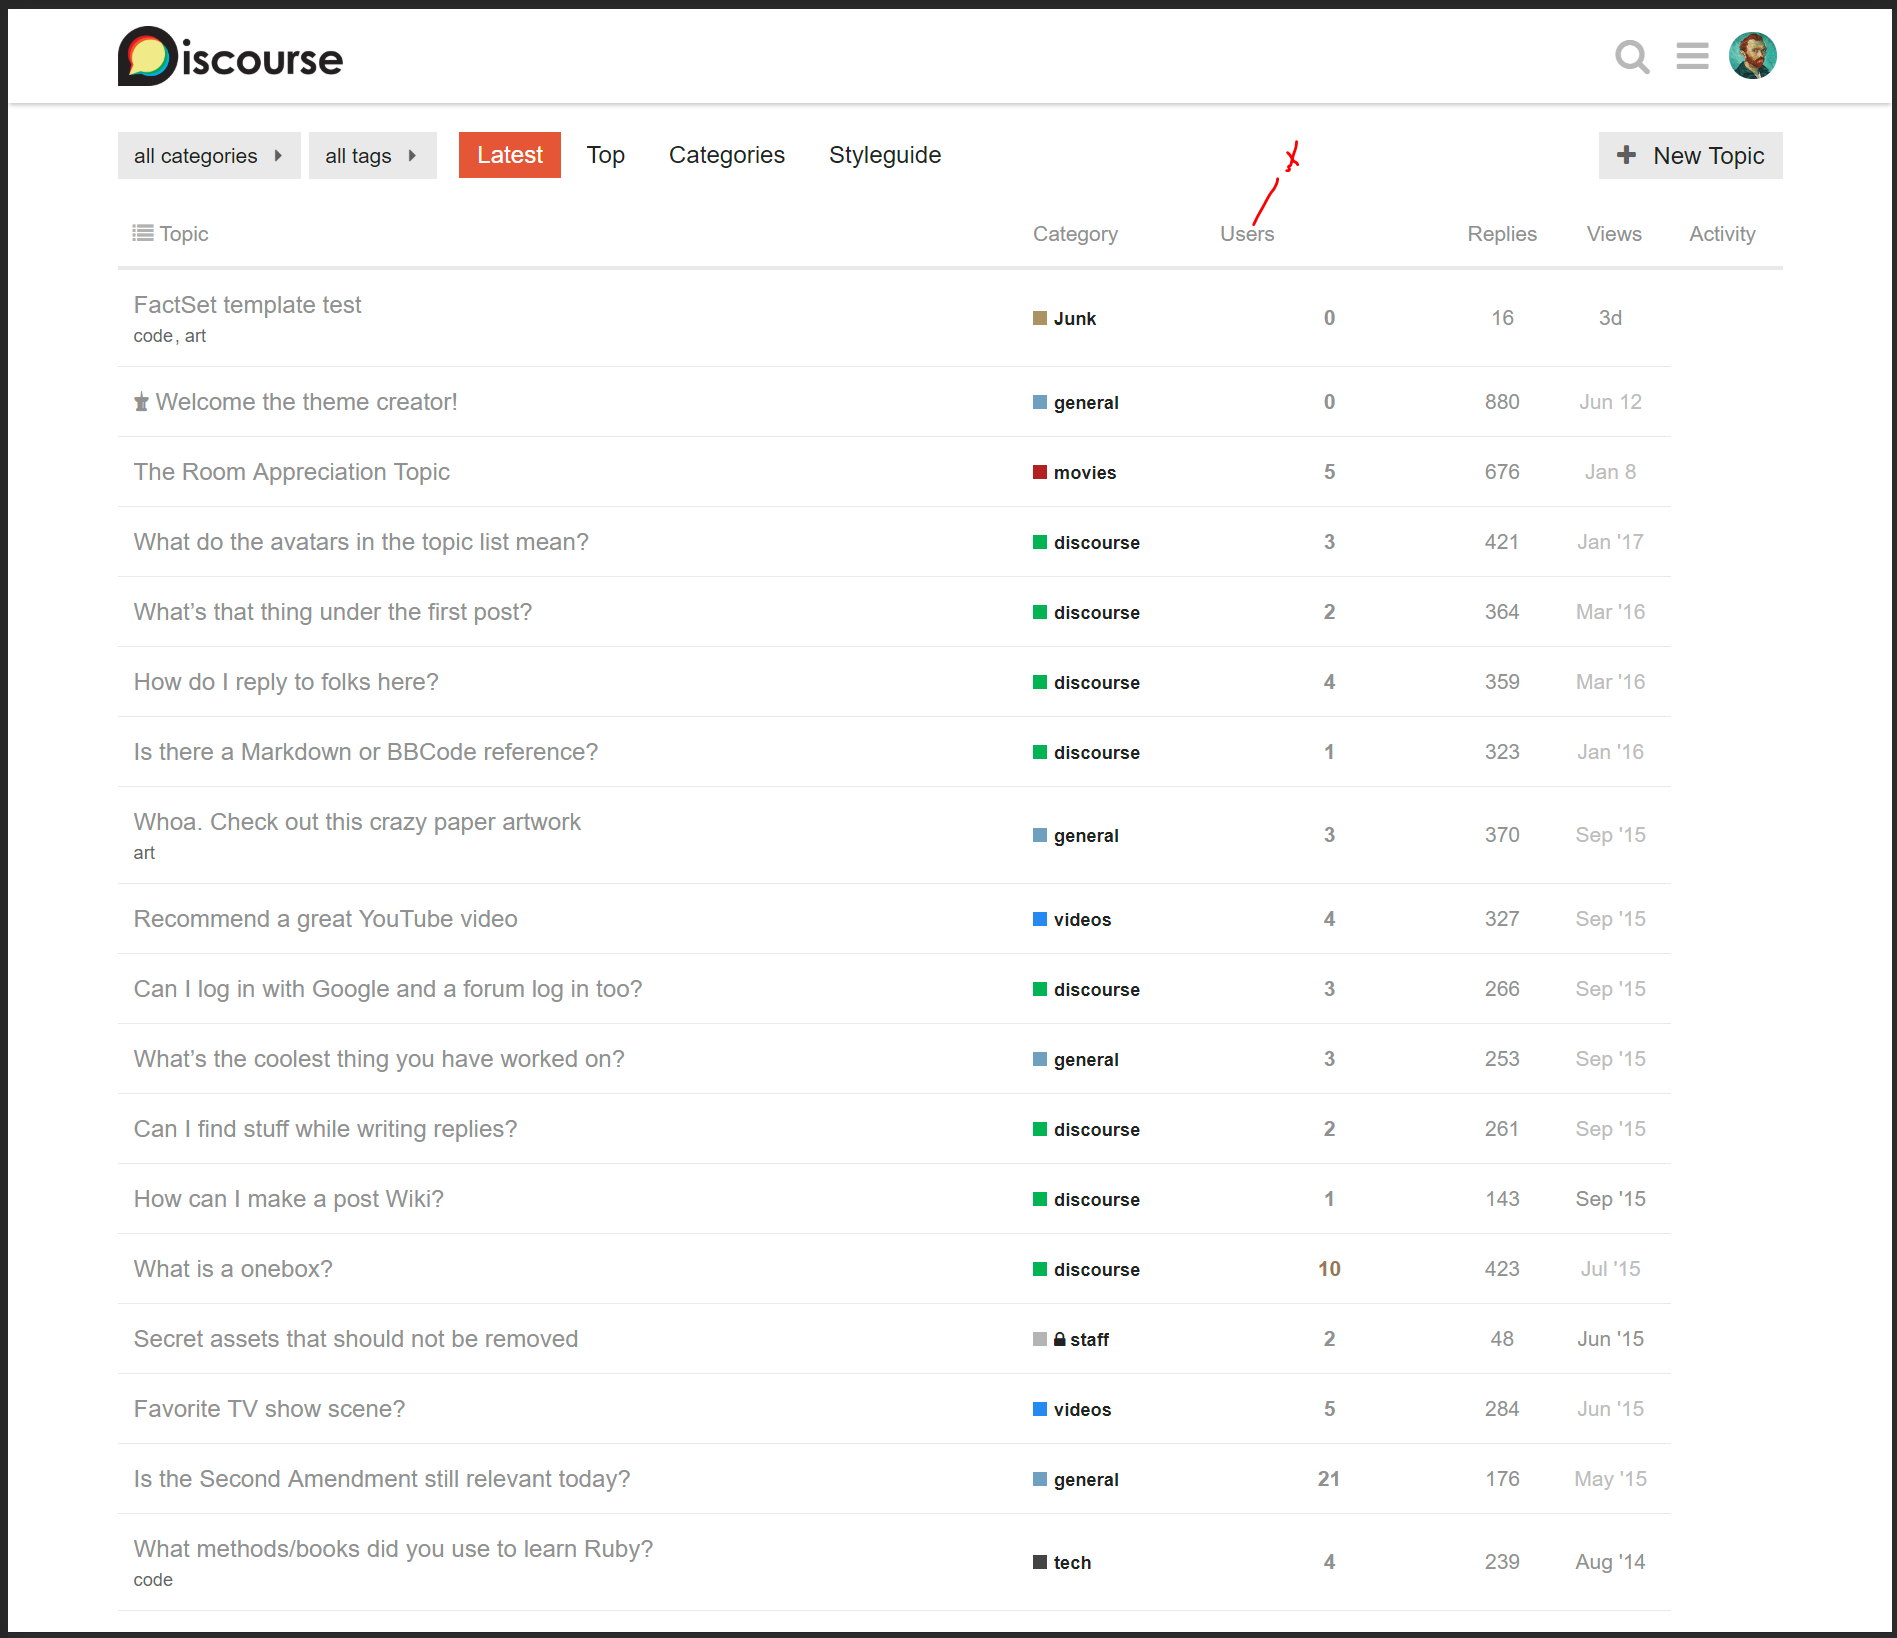 Discourse
all categories all tags Latest Top Categories Styleguide x + New Topic
Topic Category Users Replies Views Activity
FactSet template test
code, art
Junk 0 16 3d
Welcome the theme creator! general 0 880 Jun 12
The Room Appreciation Topic movies 5 676 Jan 8
What do the avatars in the topic list mean? discourse 3 421 Jan '17
What’s that thing under the first post? discourse 2 364 Mar '16
How do I reply to folks here? discourse 4 359 Mar '16
Is there a Markdown or BBCode reference? discourse 1 323 Jan '16
Whoa. Check out this crazy paper artwork
art
general 3 370 Sep '15
Recommend a great YouTube video videos 4 327 Sep '15
Can I log in with Google and a forum log in too? discourse 3 266 Sep '15
What’s the coolest thing you have worked on? general 3 253 Sep '15
Can I find stuff while writing replies? discourse 2 261 Sep '15
How can I make a post Wiki? discourse 1 143 Sep '15
What is a onebox? discourse 10 423 Jul '15
Secret assets that should not be removed staff 2 48 Jun '15
Favorite TV show scene? videos 5 284 Jun '15
Is the Second Amendment still relevant today? general 21 176 May '15
What methods/books did you use to learn Ruby?
code
tech 4 239 Aug '14